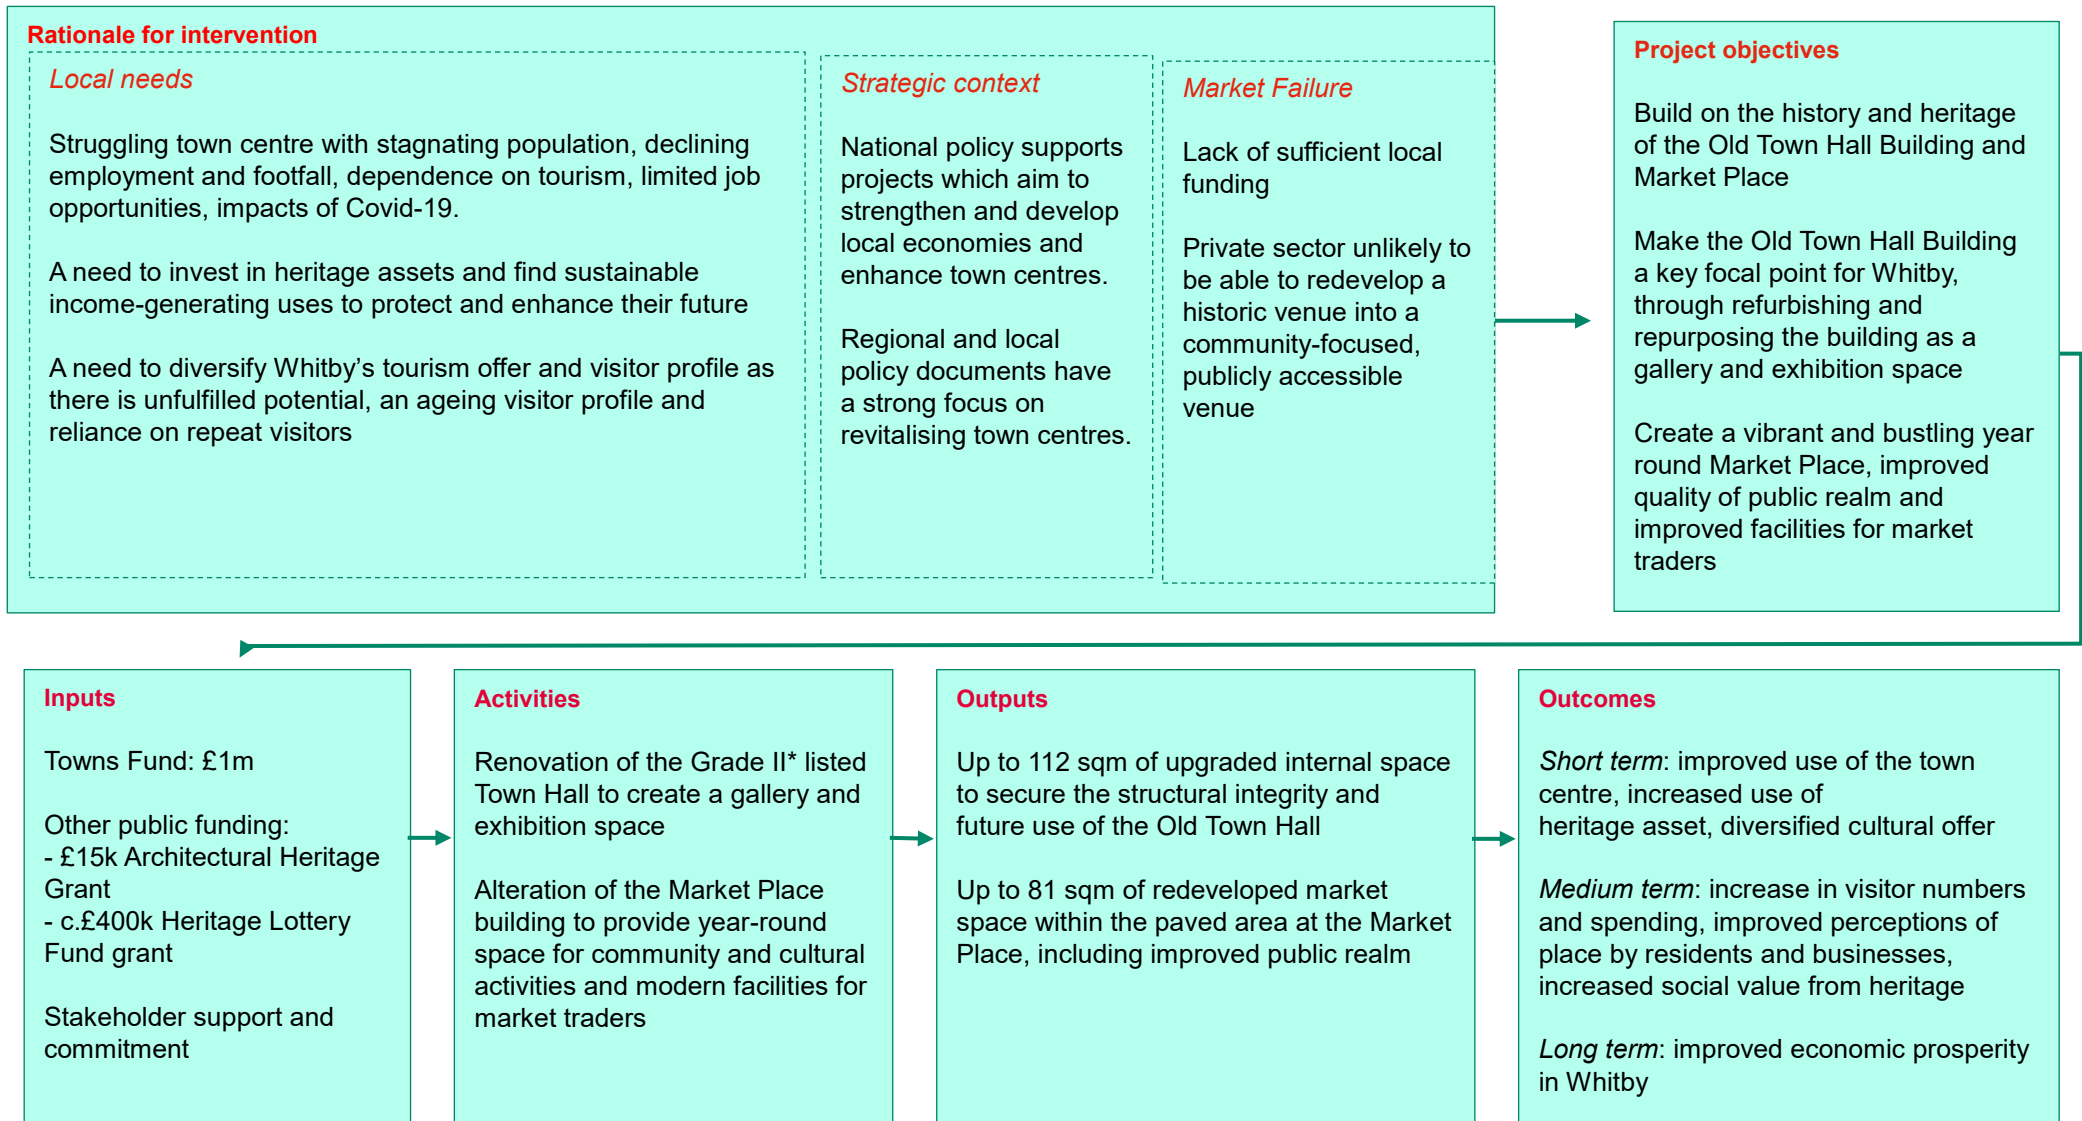 Rationale for intervention
Local needs
Struggling town centre with stagnating population, declining
employment and footfall, dependence on tourism, limited job
opportunities, impacts of Covid-19.
A need to invest in heritage assets and find sustainable
income-generating uses to protect and enhance their future
A need to diversify Whitby’s tourism offer and visitor profile as
there is unfulfilled potential, an ageing visitor profile and
reliance on repeat visitors
Strategic context
National policy supports
projects which aim to
strengthen and develop
local economies and
enhance town centres.
Regional and local
policy documents have
a strong focus on
revitalising town centres.
Market Failure
Lack of sufficient local
funding
Private sector unlikely to
be able to redevelop a
historic venue into a
community-focused,
publicly accessible
venue
Project objectives
Build on the history and heritage
of the Old Town Hall Building and
Market Place
Make the Old Town Hall Building
a key focal point for Whitby,
through refurbishing and
repurposing the building as a
gallery and exhibition space
Create a vibrant and bustling year
round Market Place, improved
quality of public realm and
improved facilities for market
traders
Inputs
Towns Fund: £1m
Other public funding:
- £15k Architectural Heritage
Grant
- c.£400k Heritage Lottery
Fund grant
Stakeholder support and
commitment
Activities
Renovation of the Grade II* listed
Town Hall to create a gallery and
exhibition space
Alteration of the Market Place
building to provide year-round
space for community and cultural
activities and modern facilities for
market traders
Outputs
Up to 112 sqm of upgraded internal space
to secure the structural integrity and
future use of the Old Town Hall
Up to 81 sqm of redeveloped market
space within the paved area at the Market
Place, including improved public realm
Outcomes
Short term: improved use of the town
centre, increased use of
heritage asset, diversified cultural offer
Medium term: increase in visitor numbers
and spending, improved perceptions of
place by residents and businesses,
increased social value from heritage
Long term: improved economic prosperity
in Whitby